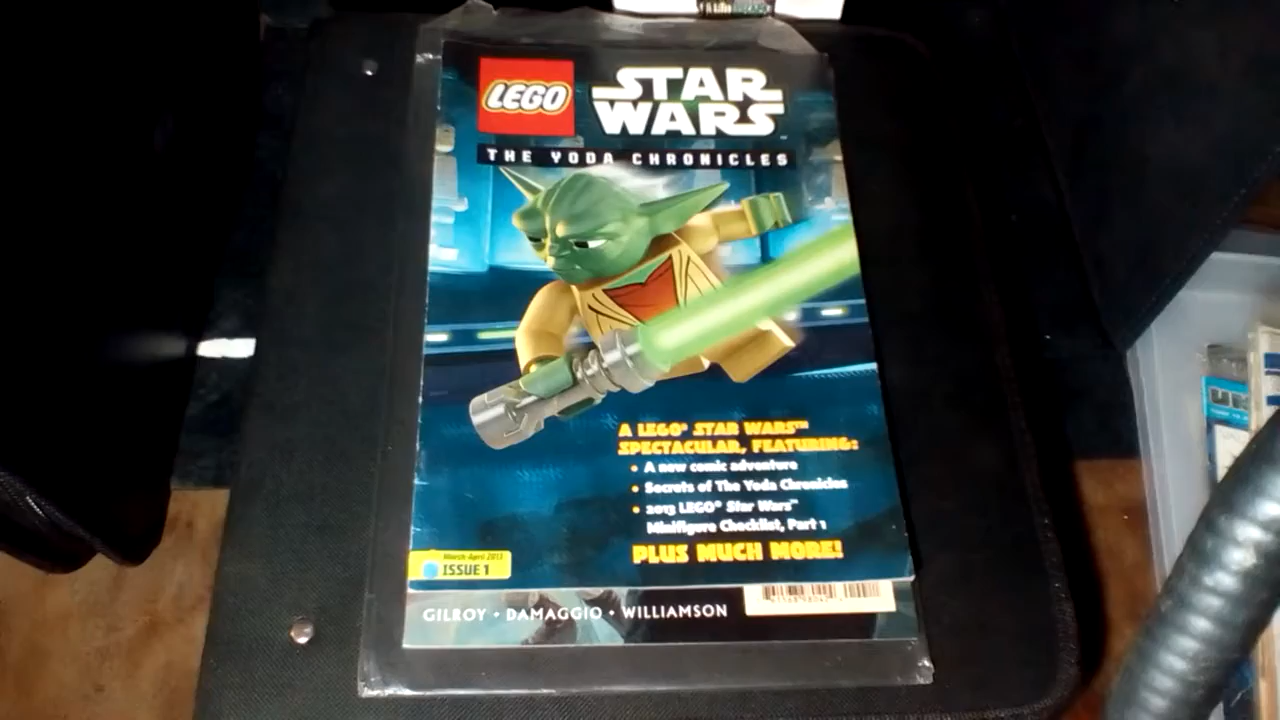 LEGO
STAR
WARS
THE YODA CHRONICLES
A LEGO® STAR WARS™
SPECTACULAR, FEATURING:
• A new comic adventure
• Secrets of The Yoda Chronicles
• 2013 LEGO® Star Wars™
Minifigure Checklist, Part 1
PLUS MUCH MORE!
March-April 2013
ISSUE 1
GILROY • DAMAGGIO • WILLIAMSON